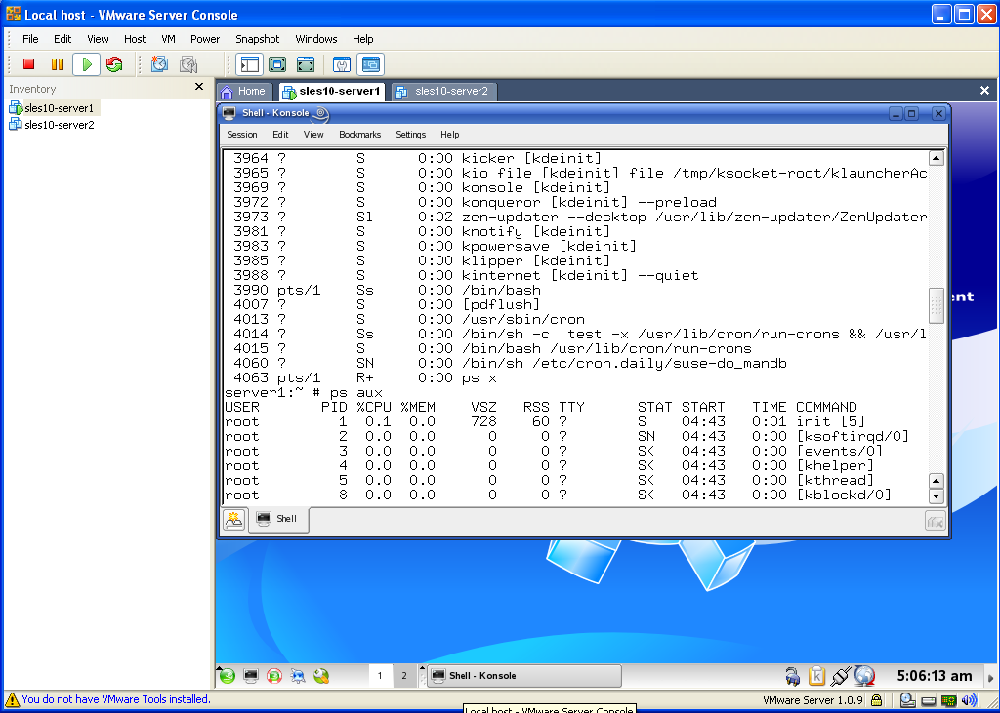 Local host - VMware Server Console
File Edit View Host VM Power Snapshot Windows Help
Inventory
sles10-server1
sles10-server2
Home sles10-server1 sles10-server2
Shell - Konsole
Session Edit View Bookmarks Settings Help
3964 ? S 0:00 kicker [kdeinit]
3965 ? S 0:00 kio_file [kdeinit] file /tmp/ksocket-root/klauncherAc
3969 ? S 0:00 konsole [kdeinit]
3972 ? S 0:00 konqueror [kdeinit] --preload
3973 ? Sl 0:02 zen-updater --desktop /usr/lib/zen-updater/ZenUpdater
3981 ? S 0:00 knotify [kdeinit]
3983 ? S 0:00 kpowersave [kdeinit]
3985 ? S 0:00 klipper [kdeinit]
3988 ? S 0:00 kinternet [kdeinit] --quiet
3990 pts/1 Ss 0:00 /bin/bash
4007 ? S 0:00 [pdflush]
4013 ? S 0:00 /usr/sbin/cron
4014 ? Ss 0:00 /bin/sh -c  test -x /usr/lib/cron/run-crons && /usr/l
4015 ? S 0:00 /bin/bash /usr/lib/cron/run-crons
4060 ? SN 0:00 /bin/sh /etc/cron.daily/suse-do_mandb
4063 pts/1 R+ 0:00 ps x
server1:~ # ps aux
USER PID %CPU %MEM VSZ RSS TTY STAT START TIME COMMAND
root 1 0.1 0.0 728 60 ? S 04:43 0:01 init [5]
root 2 0.0 0.0 0 0 ? SN 04:43 0:00 [ksoftirqd/0]
root 3 0.0 0.0 0 0 ? S< 04:43 0:00 [events/0]
root 4 0.0 0.0 0 0 ? S< 04:43 0:00 [khelper]
root 5 0.0 0.0 0 0 ? S< 04:43 0:00 [kthread]
root 8 0.0 0.0 0 0 ? S< 04:43 0:00 [kblockd/0]
ent
Shell
1 2 Shell - Konsole 5:06:13 am
You do not have VMware Tools installed. VMware Server 1.0.9
Local host - VMware Server Console